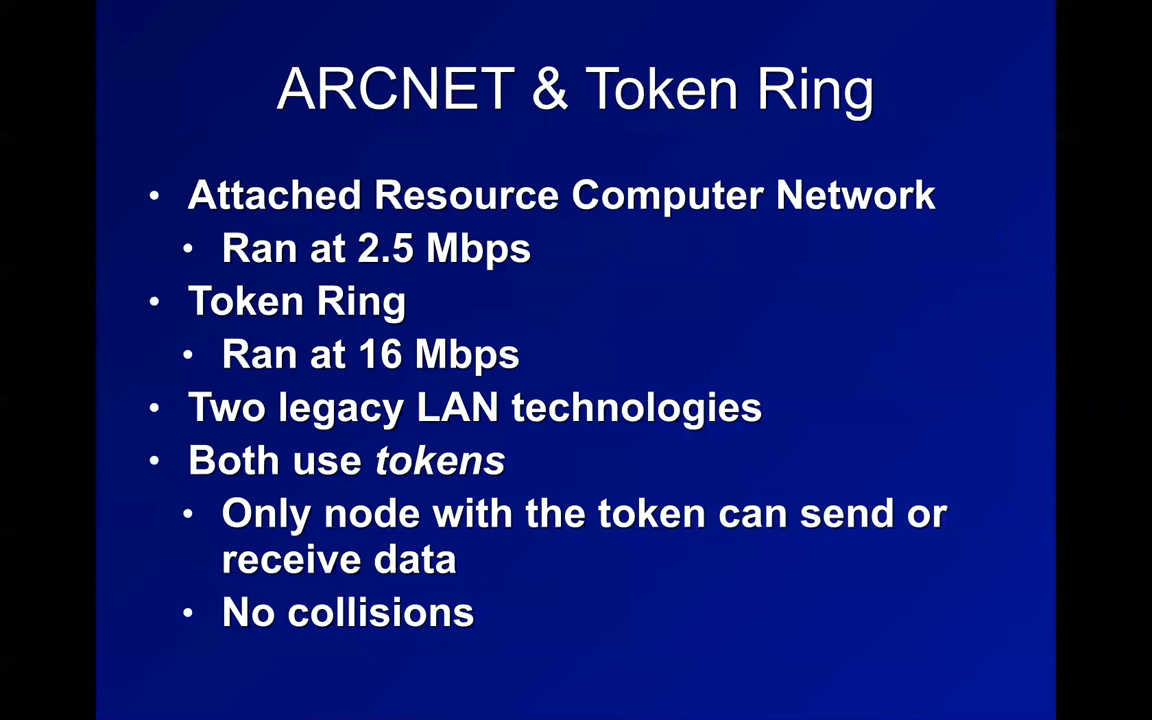 ARCNET & Token Ring
• Attached Resource Computer Network
• Ran at 2.5 Mbps
• Token Ring
• Ran at 16 Mbps
• Two legacy LAN technologies
• Both use tokens
• Only node with the token can send or
receive data
• No collisions